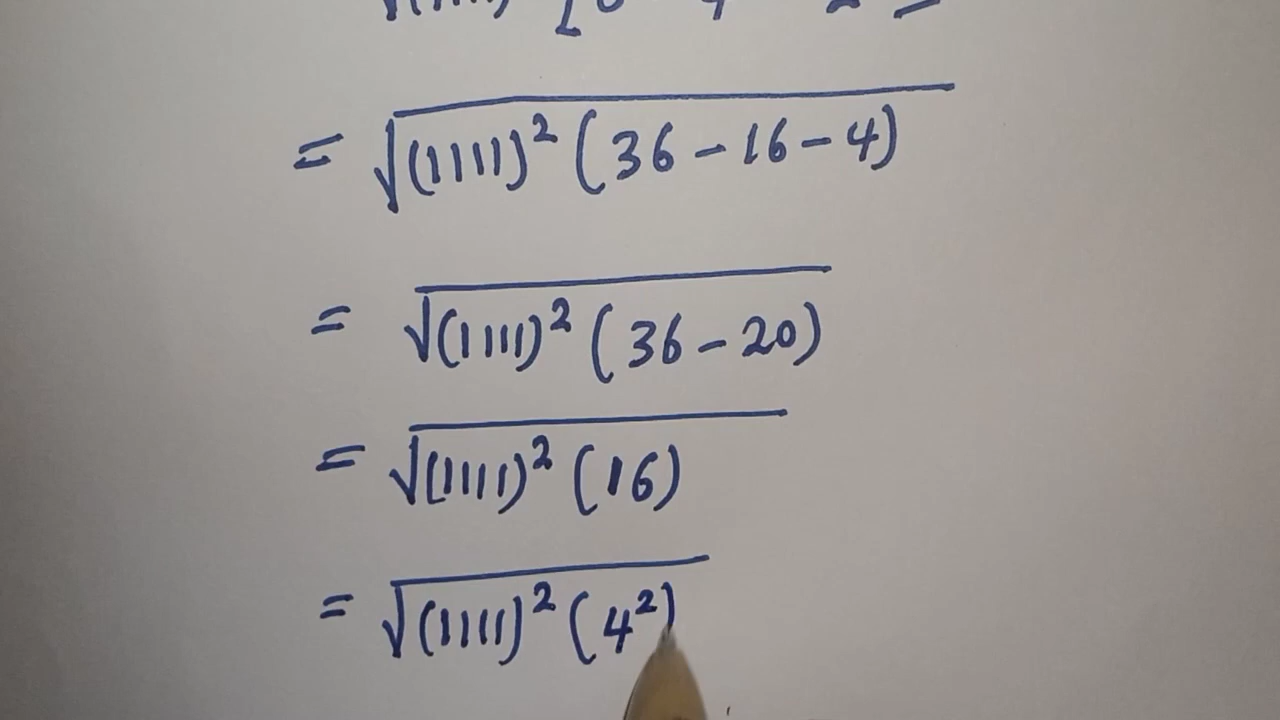 = √(1111)² (36 - 16 - 4)
= √(1111)² (36 - 20)
= √(1111)² (16)
= √(1111)² (4²)